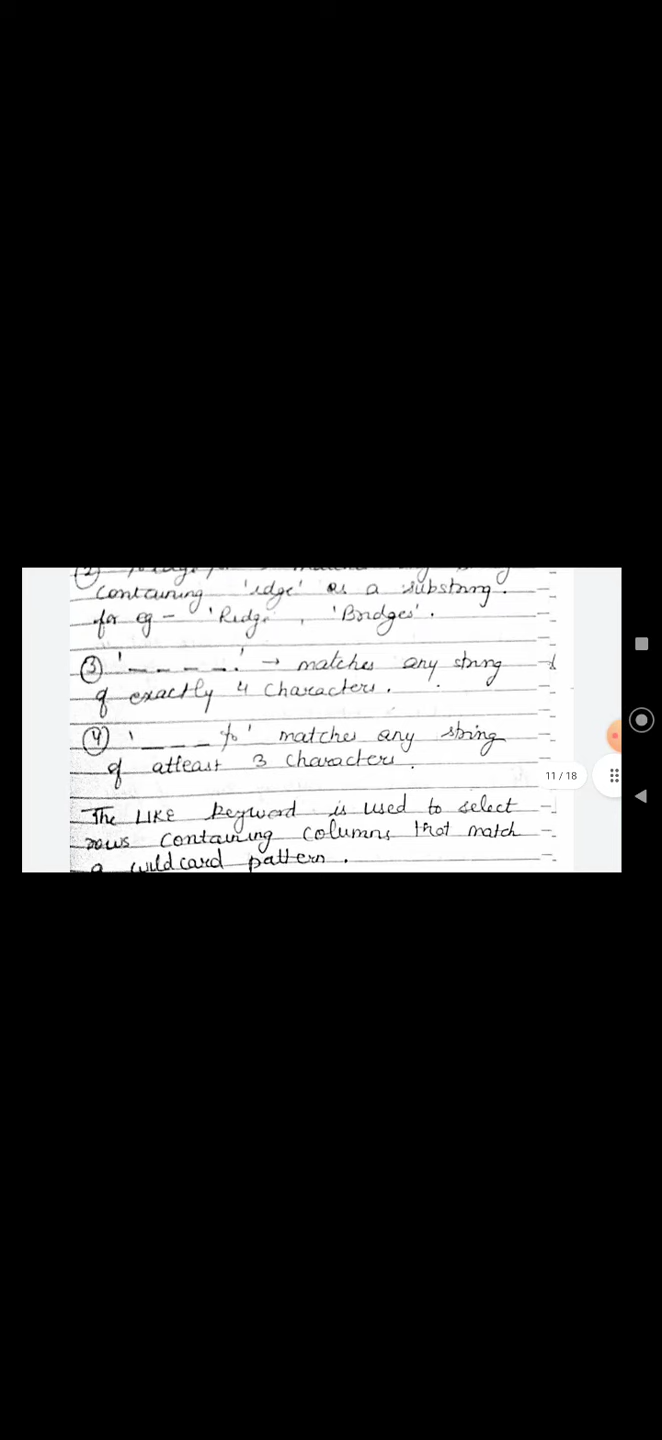 (2)
containing 'idge' as a substring.
for eg - 'Ridge , 'Bridges'.
(3) '_ _ _ _.' → matches any string
of exactly 4 characters.
(4) '_ _ _ %' matches any string
of atleast 3 characters.
11 / 18
The LIKE keyword is used to select
rows containing columns that match
a wildcard pattern.